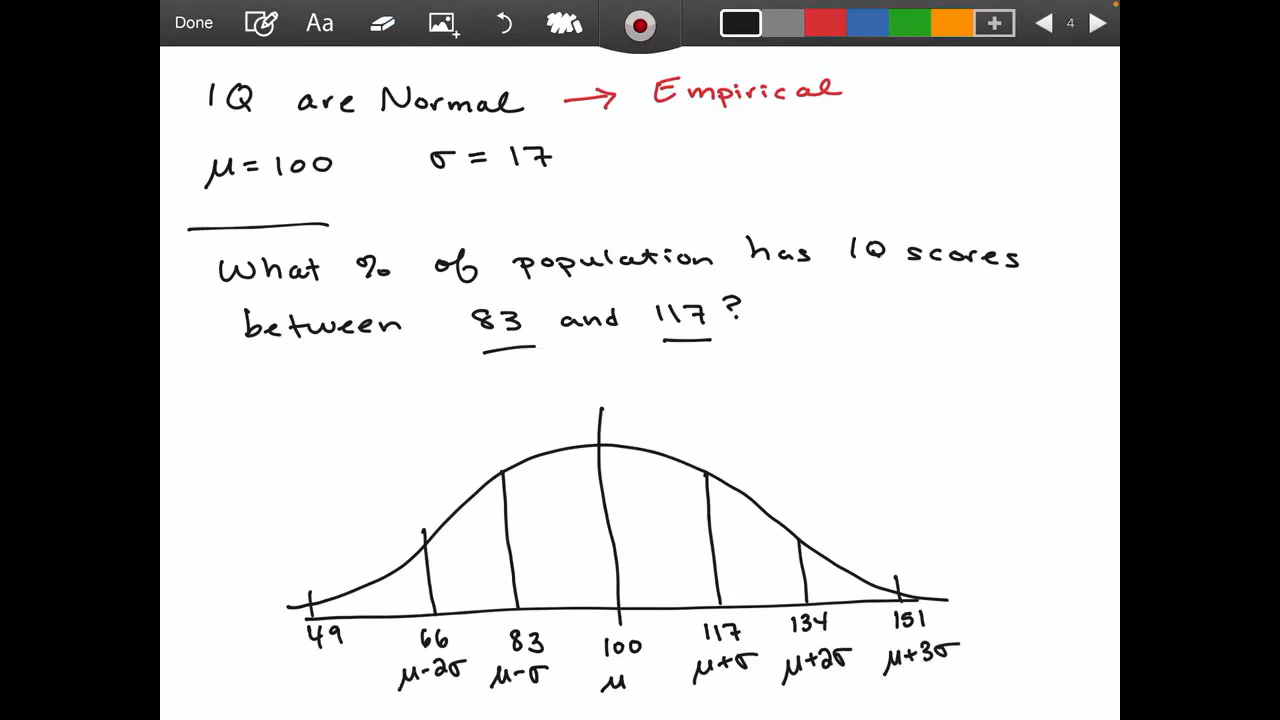 Done Aa 4
IQ are Normal → Empirical
μ = 100 σ = 17
What % of population has IQ scores
between 83 and 117?
49 66 83 100 117 134 151
μ-2σ μ-σ μ μ+σ μ+2σ μ+3σ